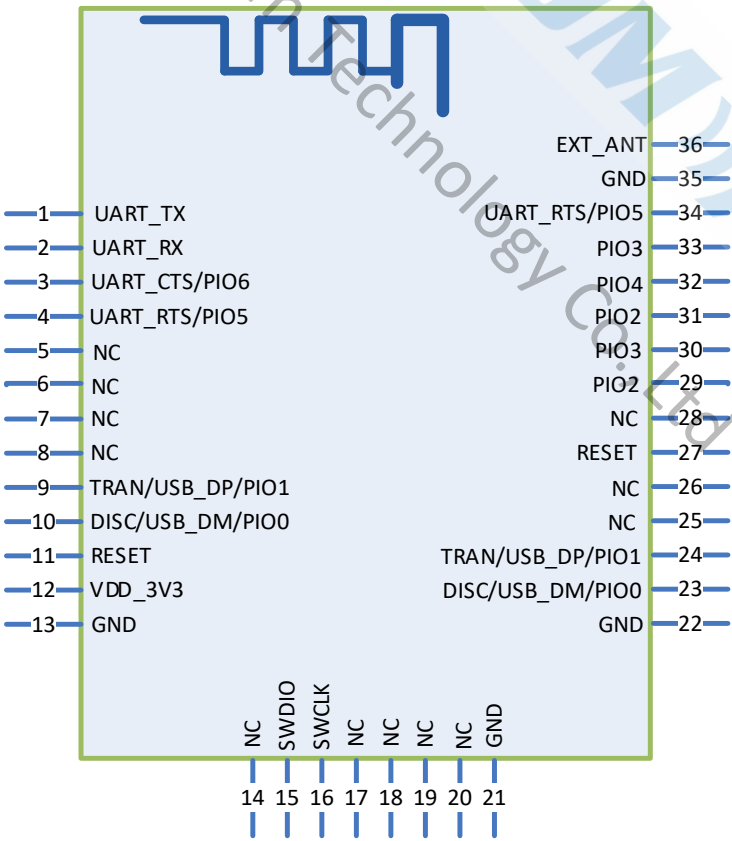 n Technology Co., Ltd
EXT_ANT 36
GND 35
1 UART_TX
UART_RTS/PIO5 34
2 UART_RX
PIO3 33
3 UART_CTS/PIO6
PIO4 32
4 UART_RTS/PIO5
PIO2 31
5 NC
PIO3 30
6 NC
PIO2 29
7 NC
NC 28
8 NC
RESET 27
9 TRAN/USB_DP/PIO1
NC 26
10 DISC/USB_DM/PIO0
NC 25
11 RESET
TRAN/USB_DP/PIO1 24
12 VDD_3V3
DISC/USB_DM/PIO0 23
13 GND
GND 22
NC SWDIO SWCLK NC NC NC NC GND
14 15 16 17 18 19 20 21